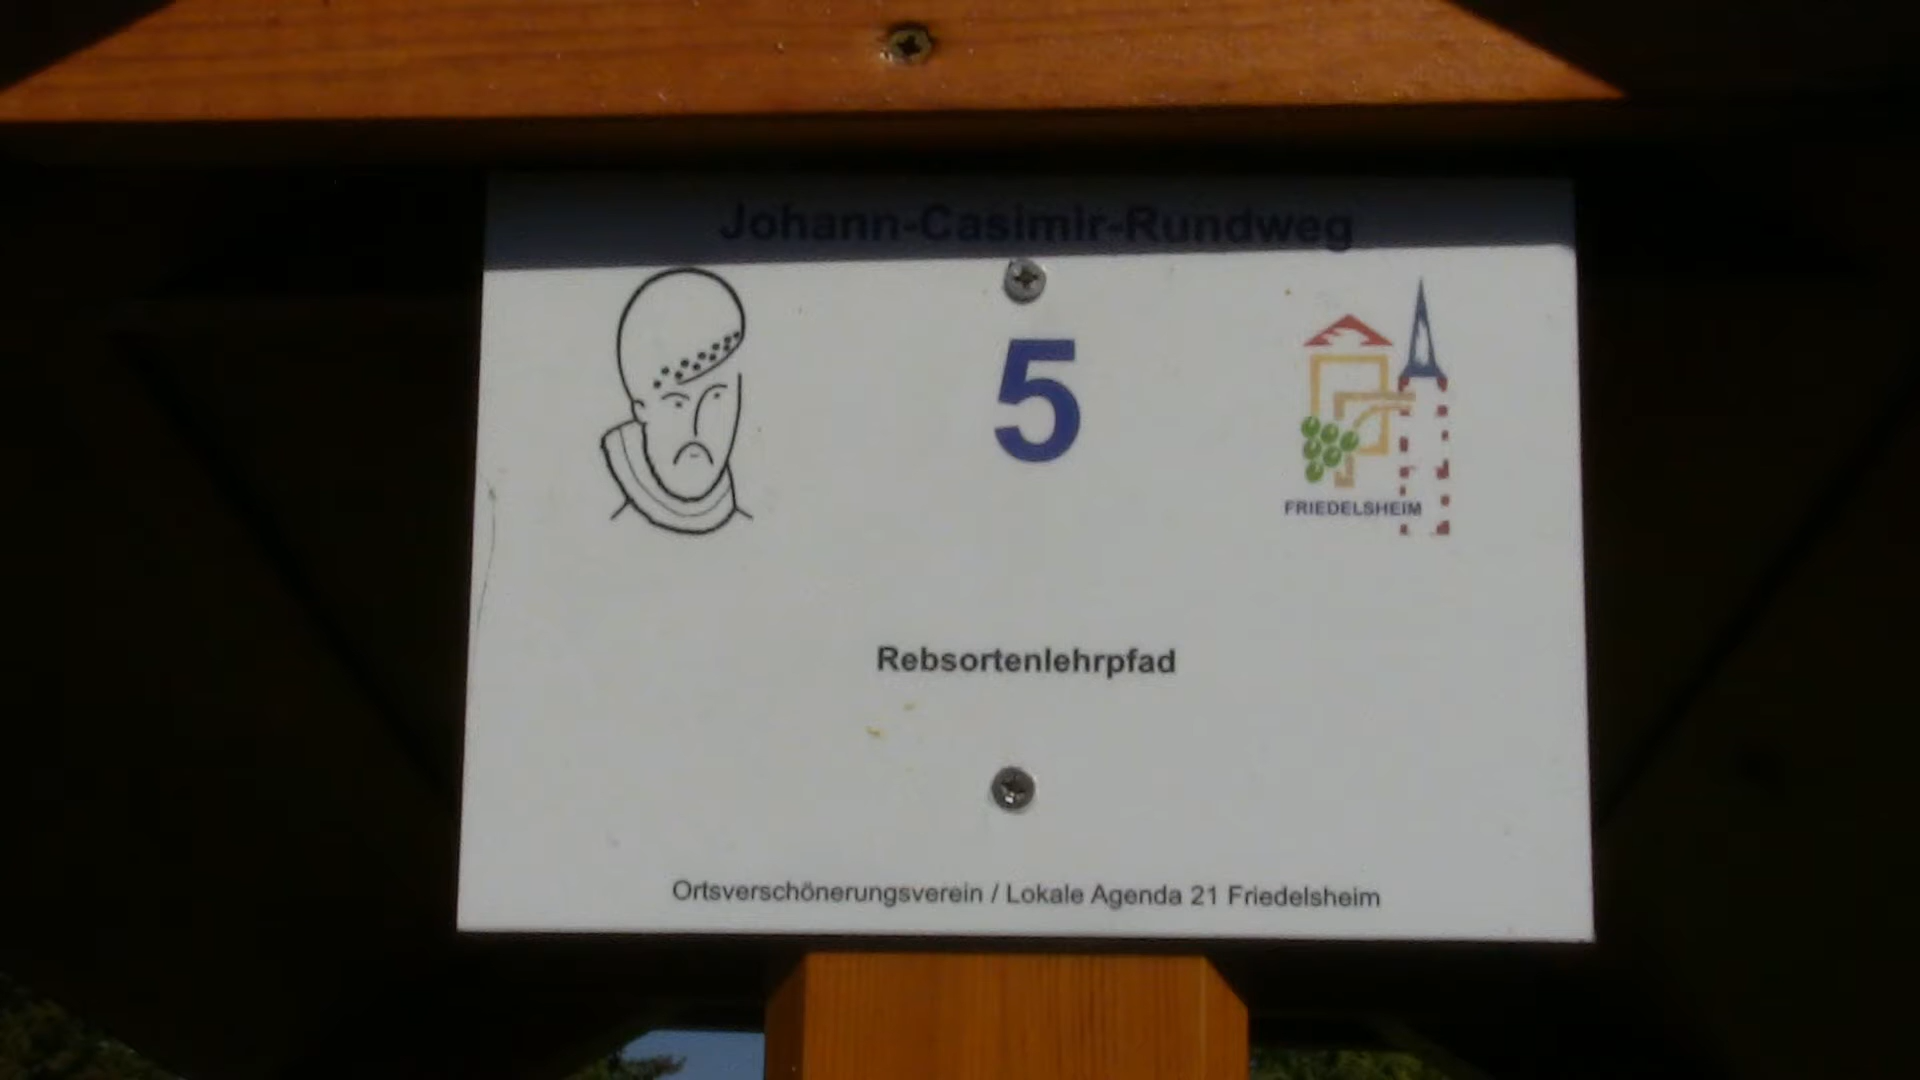 Johann-Casimir-Rundweg
5
FRIEDELSHEIM
Rebsortenlehrpfad
Ortsverschönerungsverein / Lokale Agenda 21 Friedelsheim